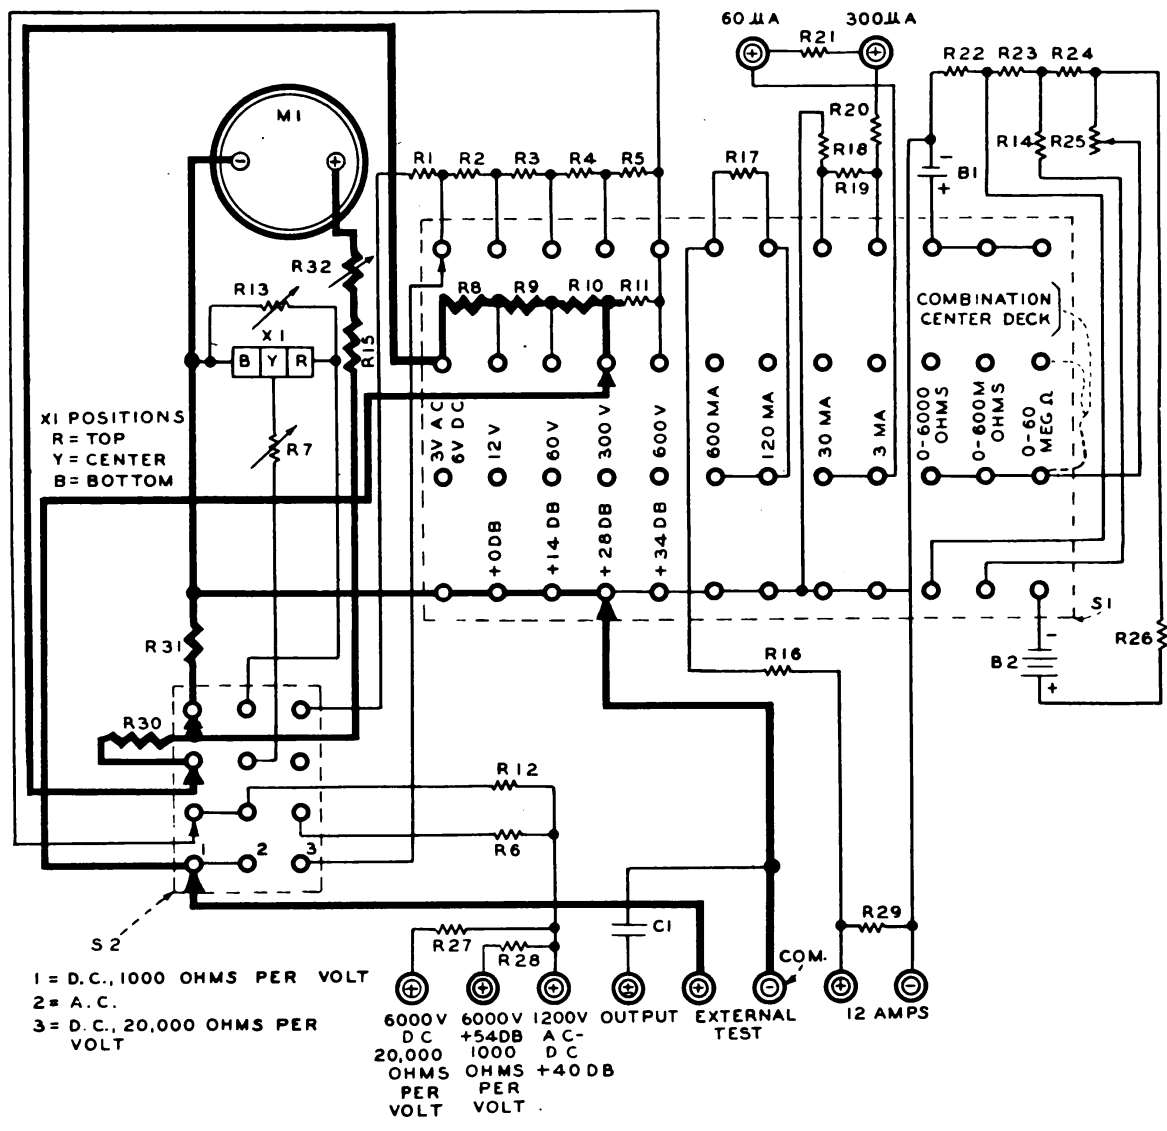 60 µA
300 µA
R21
R22
R23
R24
M1
R20
R18
R19
R14
R25
B1
-
+
R1
R2
R3
R4
R5
R17
-
+
R32
R13
X1
B Y R
R15
R7
R8
R9
R10
R11
COMBINATION
CENTER DECK
X1 POSITIONS
R = TOP
Y = CENTER
B = BOTTOM
3V AC
6V DC
12V
60V
300V
600V
600 MA
120 MA
30 MA
3 MA
0-6000
OHMS
0-600M
OHMS
0-60
MEG Ω
+0DB
+14 DB
+28DB
+34DB
S1
R31
R16
B2
-
+
R26
R30
R12
R6
1
2
3
S2
C1
R27
R28
R29
COM.
1 = D.C., 1000 OHMS PER VOLT
2 = A.C.
3 = D.C., 20,000 OHMS PER
VOLT
+
+
+
±
+
-
+
-
6000V
DC
20,000
OHMS
PER
VOLT
6000V
+54DB
1000
OHMS
PER
VOLT .
1200V
AC-
DC
+40DB
OUTPUT
EXTERNAL
TEST
12 AMPS